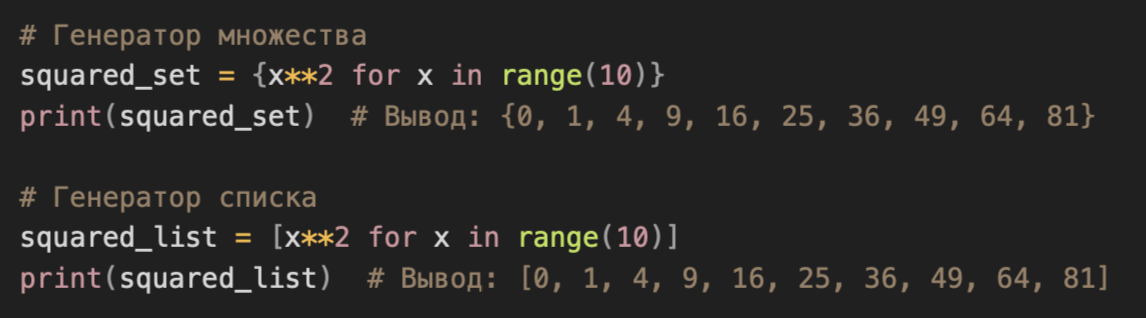 # Генератор множества
squared_set = {x**2 for x in range(10)}
print(squared_set)  # Вывод: {0, 1, 4, 9, 16, 25, 36, 49, 64, 81}
# Генератор списка
squared_list = [x**2 for x in range(10)]
print(squared_list)  # Вывод: [0, 1, 4, 9, 16, 25, 36, 49, 64, 81]